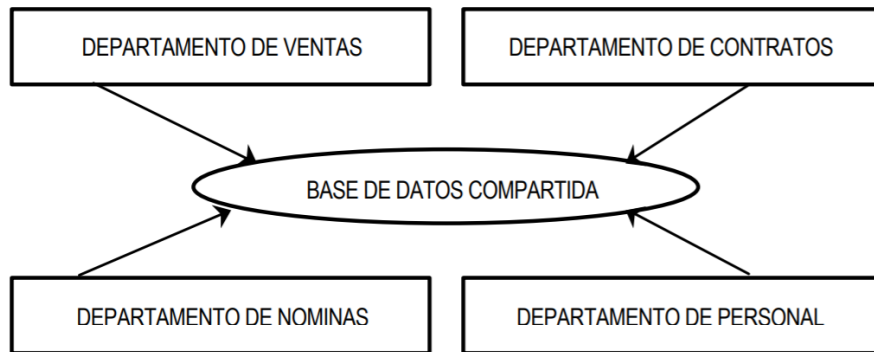 DEPARTAMENTO DE VENTAS
DEPARTAMENTO DE CONTRATOS
BASE DE DATOS COMPARTIDA
DEPARTAMENTO DE NOMINAS
DEPARTAMENTO DE PERSONAL